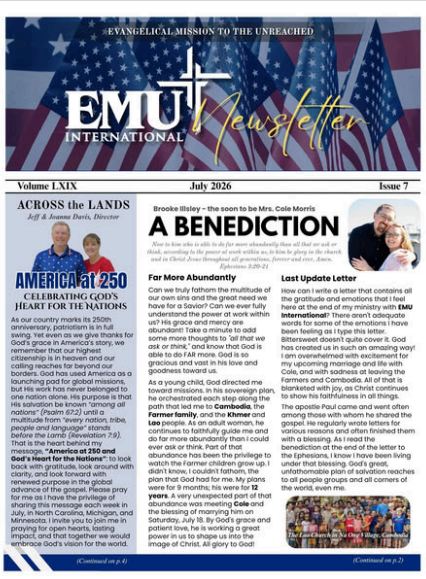 EVANGELICAL MISSION TO THE UNREACHED
EMU
INTERNATIONAL
Newsletter
Volume LXIX
July 2026
Issue 7
ACROSS the LANDS
Jeff & Joanna Davis, Director
AMERICA at 250
CELEBRATING GOD'S
HEART FOR THE NATIONS
As our country marks its 250th
anniversary, patriotism is in full
swing. Yet even as we give thanks for
God's grace in America's story, we
remember that our highest
citizenship is in heaven and our
calling reaches far beyond our
borders. God has used America as a
launching pad for global missions,
but His work has never belonged to
one nation alone. His purpose is that
His salvation be known "among all
nations" (Psalm 67:2) until a
multitude from "every nation, tribe,
people and language" stands
before the Lamb (Revelation 7:9).
That is the heart behind my
message, "America at 250 and
God's Heart for the Nations": to look
back with gratitude, look around with
clarity, and look forward with
renewed purpose in the global
advance of the gospel. Please pray
for me as I have the privilege of
sharing this message each week in
July, in North Carolina, Michigan, and
Minnesota. I invite you to join me in
praying for open hearts, lasting
impact, and that together we would
embrace God's vision for the world.
(Continued on p.4)
Brooke Illsley - the soon to be Mrs. Cole Morris
A BENEDICTION
Now to him who is able to do far more abundantly than all that we ask or
think, according to the power at work within us, to him be glory in the church
and in Christ Jesus throughout all generations, forever and ever. Amen.
Ephesians 3:20-21
Far More Abundantly
Can we truly fathom the multitude of
our own sins and the great need we
have for a Savior? Can we ever fully
understand the power at work within
us? His grace and mercy are
abundant! Take a minute to add
some more thoughts to "all that we
ask or think," and know that God is
able to do FAR more. God is so
gracious and vast in his love and
goodness toward us.
As a young child, God directed me
toward missions. In his sovereign plan,
he orchestrated each step along the
path that led me to Cambodia, the
Farmer family, and the Khmer and
Lao people. As an adult woman, he
continues to faithfully guide me and
do far more abundantly than I could
ever ask or think. Part of that
abundance has been the privilege to
watch the Farmer children grow up. I
didn't know, I couldn't fathom, the
plan that God had for me. My plans
were for 9 months; his were for 12
years. A very unexpected part of that
abundance was meeting Cole and
the blessing of marrying him on
Saturday, July 18. By God's grace and
patient love, he is working a great
power in us to shape us into the
image of Christ. All glory to God!
Last Update Letter
How can I write a letter that contains all
the gratitude and emotions that I feel
here at the end of my ministry with EMU
International? There aren't adequate
words for some of the emotions I have
been feeling as I type this letter.
Bittersweet doesn't quite cover it. God
has created us in such an amazing way!
I am overwhelmed with excitement for
my upcoming marriage and life with
Cole, and with sadness at leaving the
Farmers and Cambodia. All of that is
blanketed with joy, as Christ continues
to show his faithfulness in all things.
The apostle Paul came and went often
among those with whom he shared the
gospel. He regularly wrote letters for
various reasons and often finished them
with a blessing. As I read the
benediction at the end of the letter to
the Ephesians, I know I have been living
under that blessing. God's great,
unfathomable plan of salvation reaches
to all people groups and all corners of
the world, even me.
The Lao Church in Na Ong Village, Cambodia
(Continued on p.2)